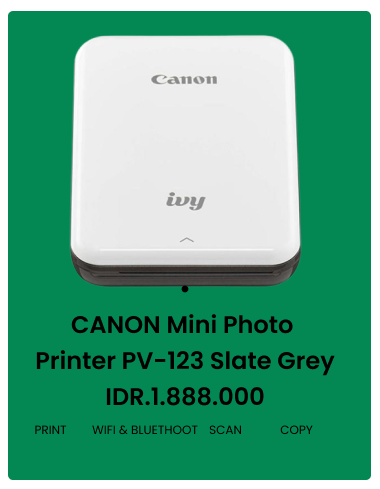 Canon
ivy
CANON Mini Photo
Printer PV-123 Slate Grey
IDR.1.888.000
PRINT WIFI & BLUETHOOT SCAN COPY